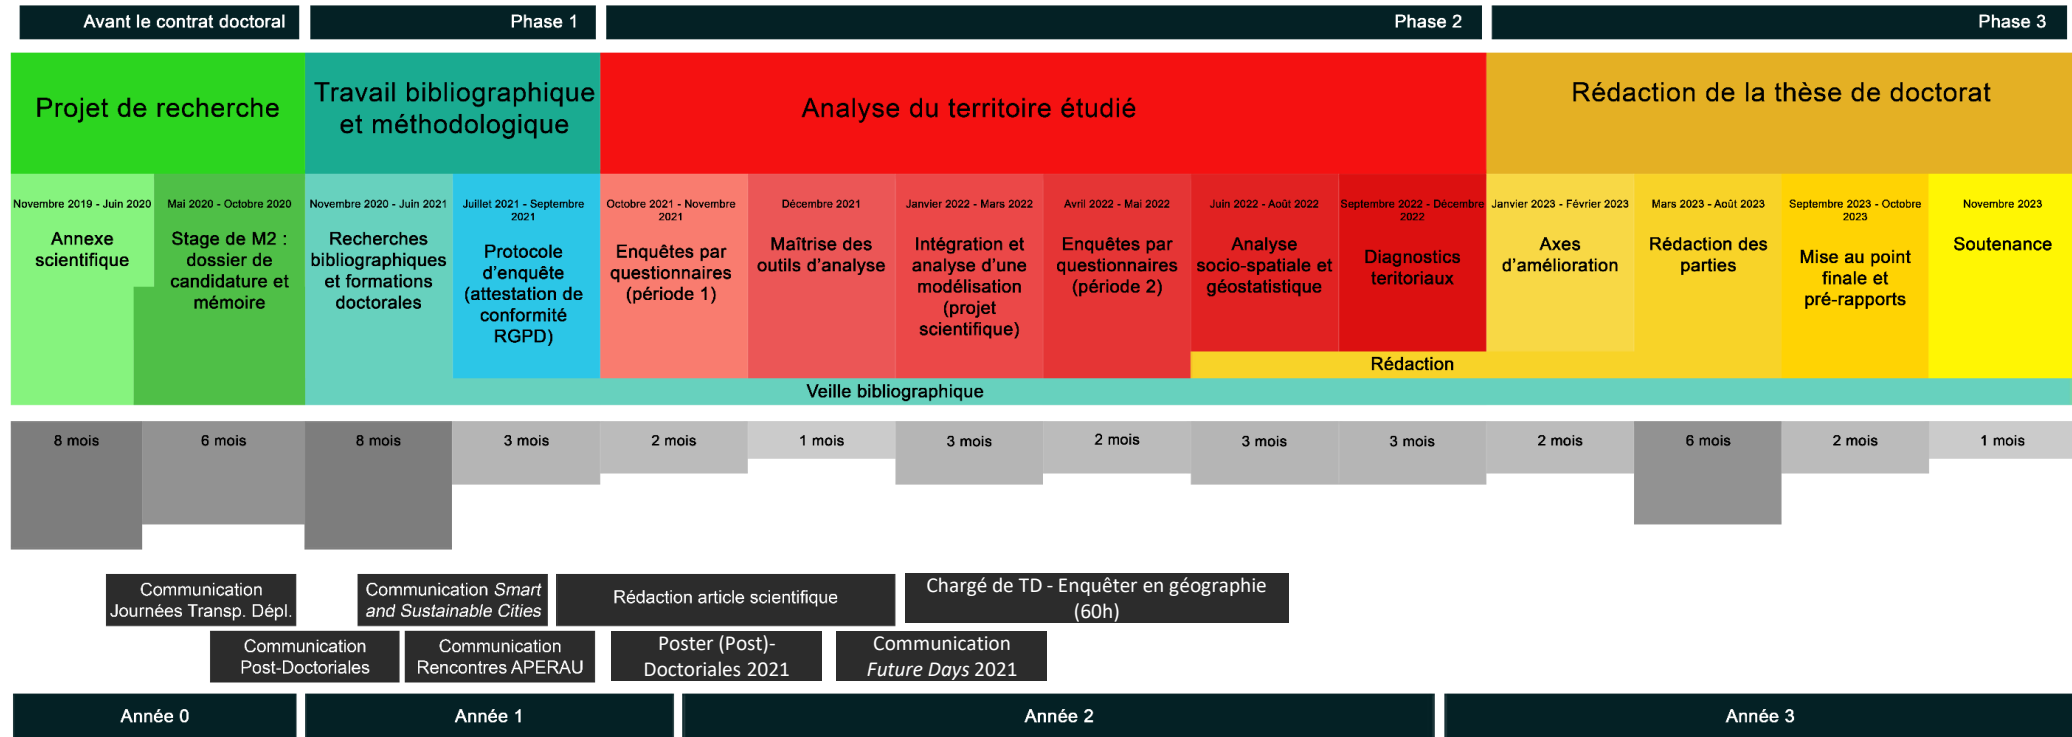 Avant le contrat doctoral
Phase 1
Phase 2
Phase 3
Projet de recherche
Travail bibliographique
et méthodologique
Analyse du territoire étudié
Rédaction de la thèse de doctorat
Novembre 2019 - Juin 2020
Annexe
scientifique
Mai 2020 - Octobre 2020
Stage de M2 :
dossier de
candidature et
mémoire
Novembre 2020 - Juin 2021
Recherches
bibliographiques
et formations
doctorales
Juillet 2021 - Septembre
2021
Protocole
d’enquête
(attestation de
conformité
RGPD)
Octobre 2021 - Novembre
2021
Enquêtes par
questionnaires
(période 1)
Décembre 2021
Maîtrise des
outils d’analyse
Janvier 2022 - Mars 2022
Intégration et
analyse d’une
modélisation
(projet
scientifique)
Avril 2022 - Mai 2022
Enquêtes par
questionnaires
(période 2)
Juin 2022 - Août 2022
Analyse
socio-spatiale et
géostatistique
Septembre 2022 - Décembre
2022
Diagnostics
teritoriaux
Janvier 2023 - Février 2023
Axes
d’amélioration
Mars 2023 - Août 2023
Rédaction des
parties
Septembre 2023 - Octobre
2023
Mise au point
finale et
pré-rapports
Novembre 2023
Soutenance
Rédaction
Veille bibliographique
8 mois
6 mois
8 mois
3 mois
2 mois
1 mois
3 mois
2 mois
3 mois
3 mois
2 mois
6 mois
2 mois
1 mois
Communication
Journées Transp. Dépl.
Communication Smart
and Sustainable Cities
Rédaction article scientifique
Chargé de TD - Enquêter en géographie
(60h)
Communication
Post-Doctoriales
Communication
Rencontres APERAU
Poster (Post)-
Doctoriales 2021
Communication
Future Days 2021
Année 0
Année 1
Année 2
Année 3